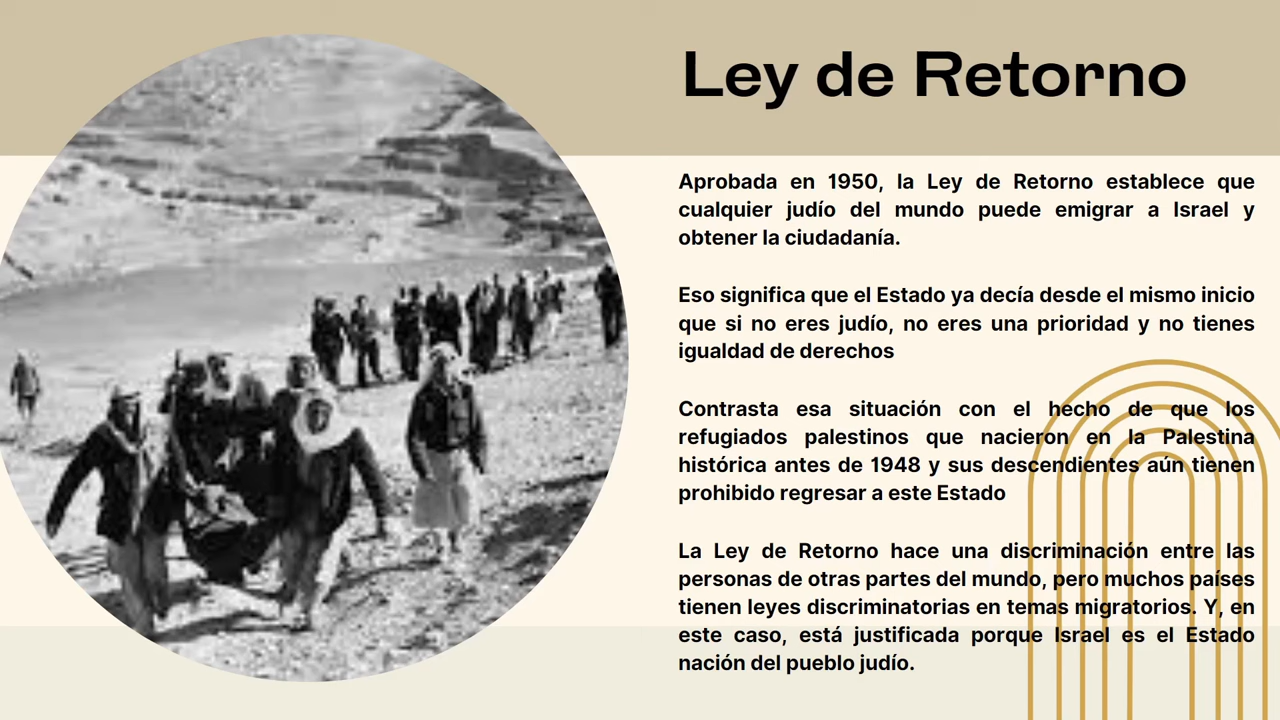 Ley de Retorno
Aprobada en 1950, la Ley de Retorno establece que
cualquier judío del mundo puede emigrar a Israel y
obtener la ciudadanía.
Eso significa que el Estado ya decía desde el mismo inicio
que si no eres judío, no eres una prioridad y no tienes
igualdad de derechos
Contrasta esa situación con el hecho de que los
refugiados palestinos que nacieron en la Palestina
histórica antes de 1948 y sus descendientes aún tienen
prohibido regresar a este Estado
La Ley de Retorno hace una discriminación entre las
personas de otras partes del mundo, pero muchos países
tienen leyes discriminatorias en temas migratorios. Y, en
este caso, está justificada porque Israel es el Estado
nación del pueblo judío.